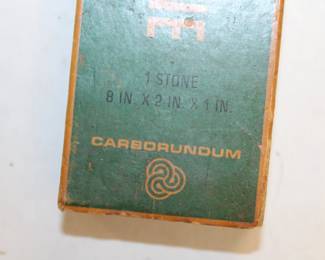 E
1 STONE
8 IN. X 2 IN. X 1 IN.
CARBORUNDUM